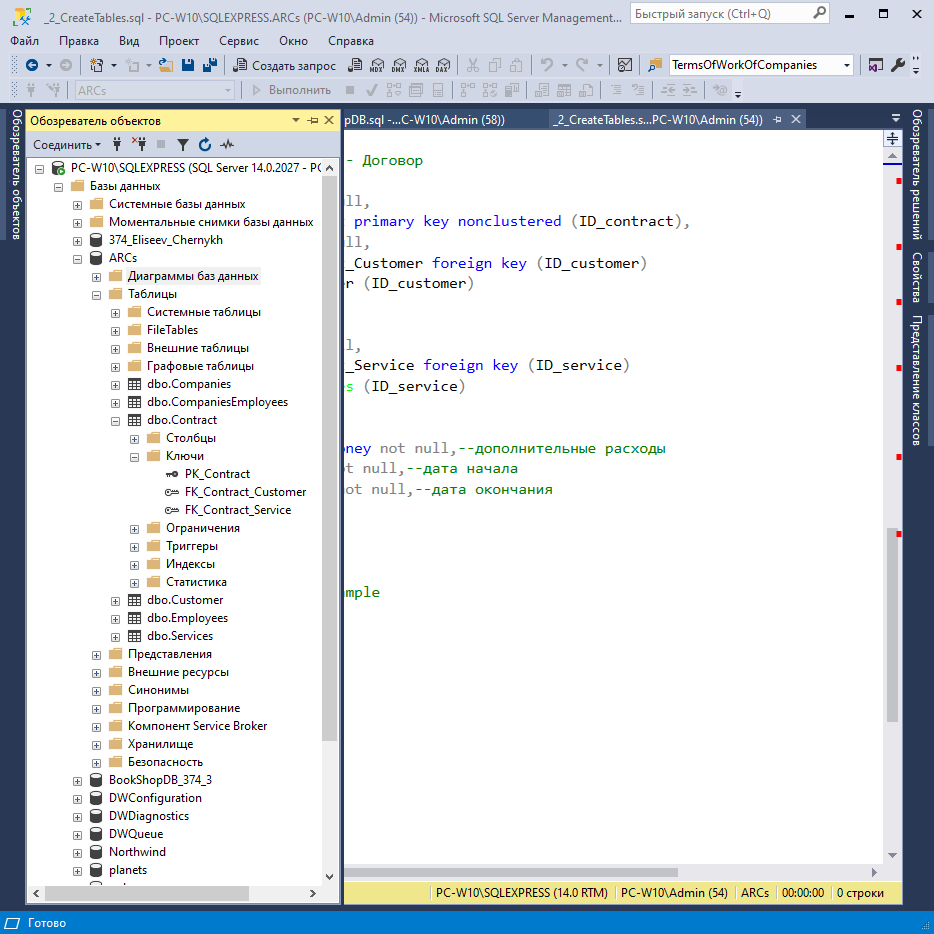 _2_CreateTables.sql - PC-W10\SQLEXPRESS.ARCs (PC-W10\Admin (54)) - Microsoft SQL Server Management...
Быстрый запуск (Ctrl+Q)
Файл Правка Вид Проект Сервис Окно Справка
Создать запрос MDX DMX XMLA DAX TermsOfWorkOfCompanies
ARCs Выполнить
Обозреватель объектов
Обозреватель объектов
pDB.sql -...C-W10\Admin (58))
_2_CreateTables.s...PC-W10\Admin (54))
Соединить
PC-W10\SQLEXPRESS (SQL Server 14.0.2027 - PC
Базы данных
Системные базы данных
Моментальные снимки базы данных
374_Eliseev_Chernykh
ARCs
Диаграммы баз данных
Таблицы
Системные таблицы
FileTables
Внешние таблицы
Графовые таблицы
dbo.Companies
dbo.CompaniesEmployees
dbo.Contract
Столбцы
Ключи
PK_Contract
FK_Contract_Customer
FK_Contract_Service
Ограничения
Триггеры
Индексы
Статистика
dbo.Customer
dbo.Employees
dbo.Services
Представления
Внешние ресурсы
Синонимы
Программирование
Компонент Service Broker
Хранилище
Безопасность
BookShopDB_374_3
DWConfiguration
DWDiagnostics
DWQueue
Northwind
planets
- Договор
ll,
primary key nonclustered (ID_contract),
ll,
_Customer foreign key (ID_customer)
r (ID_customer)
l,
_Service foreign key (ID_service)
s (ID_service)
ney not null,--дополнительные расходы
t null,--дата начала
ot null,--дата окончания
mple
Обозреватель решений
Свойства
Представление классов
PC-W10\SQLEXPRESS (14.0 RTM) PC-W10\Admin (54) ARCs 00:00:00 0 строки
Готово